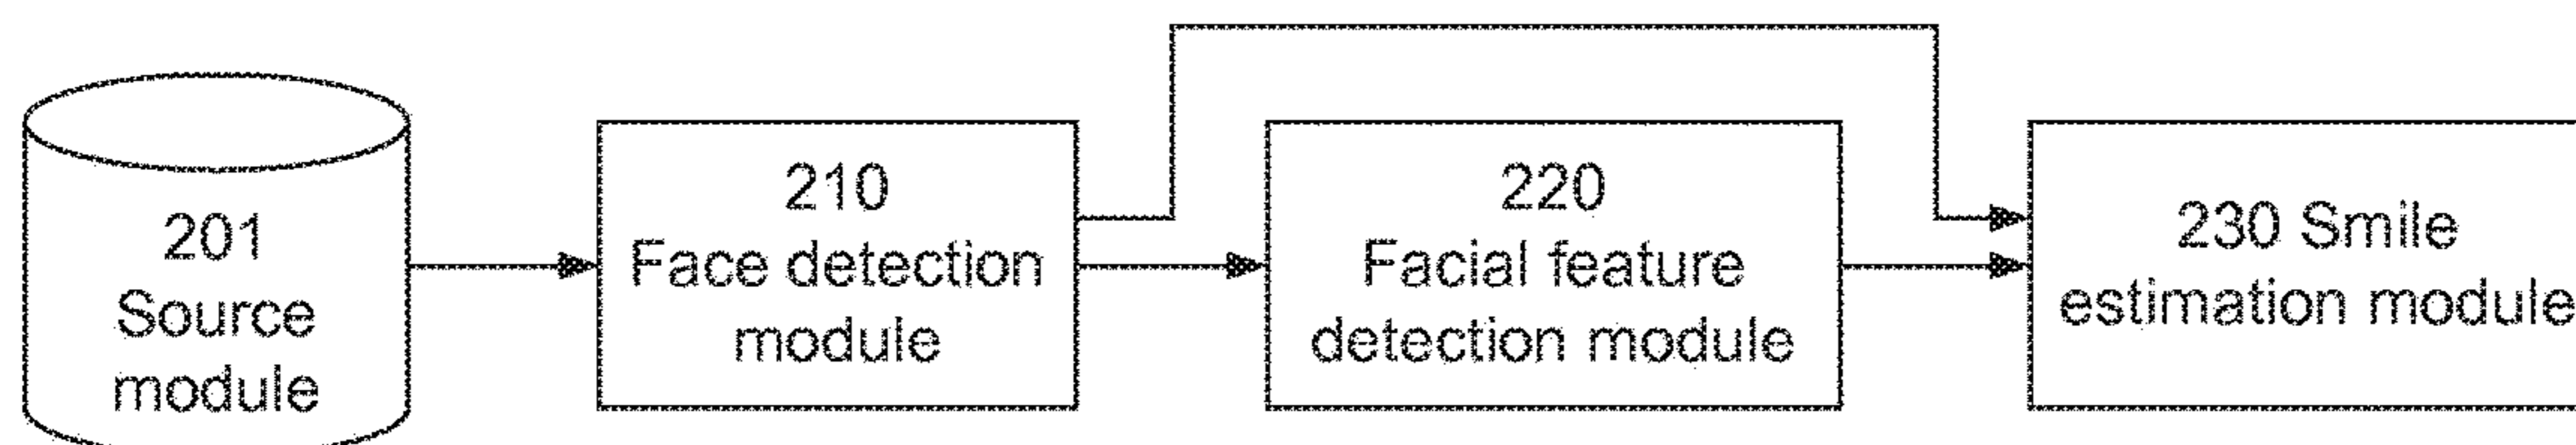 201
Source
module
210
Face detection
module
220
Facial feature
detection module
230 Smile
estimation module